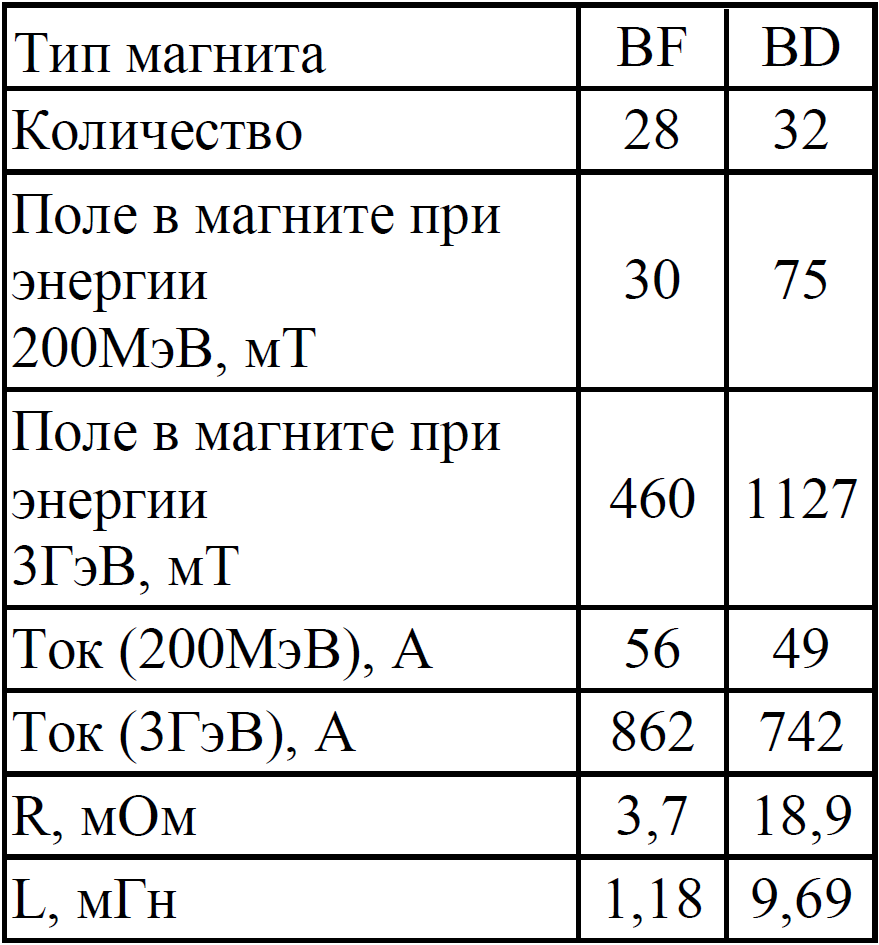 Тип магнита BF BD
Количество 28 32
Поле в магните при
энергии
200МэВ, мТ 30 75
Поле в магните при
энергии
3ГэВ, мТ 460 1127
Ток (200МэВ), А 56 49
Ток (3ГэВ), А 862 742
R, мОм 3,7 18,9
L, мГн 1,18 9,69